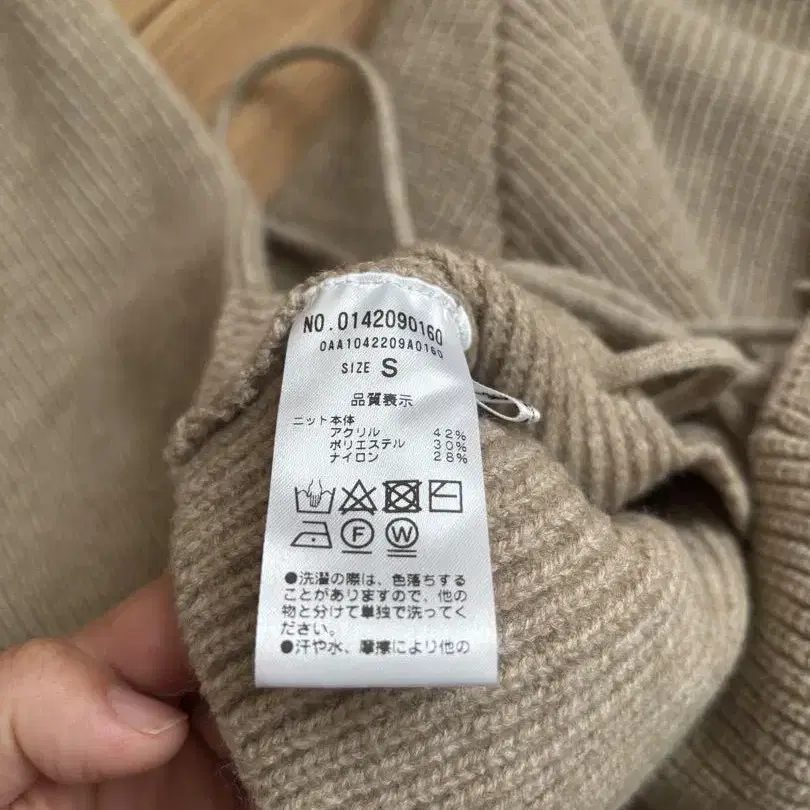 NO.0142090160
0AA1042209A0160
SIZE S
品質表示
ニット本体
アクリル 42%
ポリエステル 30%
ナイロン 28%
F W
●洗濯の際は、色落ちする
ことがありますので、他の
物と分けて単独で洗ってく
ださい。
●汗や水、摩擦により他の